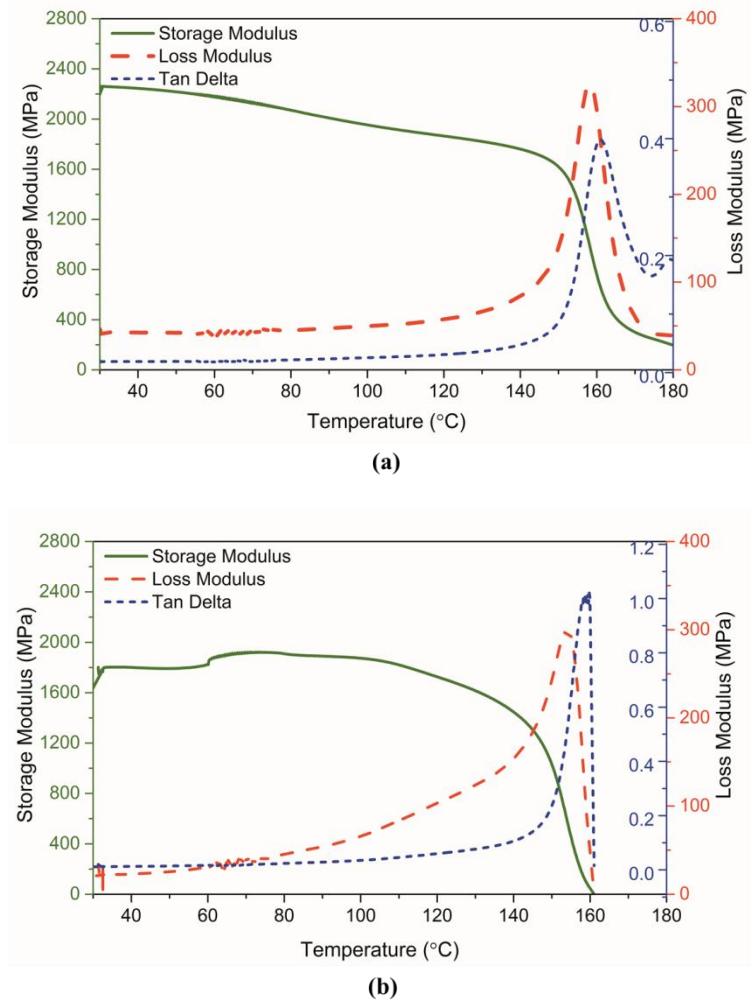 2800
2400
2000
1600
1200
800
400
0
Storage Modulus (MPa)
Storage Modulus
Loss Modulus
Tan Delta
0.6
0.4
0.2
0.0
400
300
200
100
0
Loss Modulus (MPa)
40 60 80 100 120 140 160 180
Temperature (°C)
(a)
2800
2400
2000
1600
1200
800
400
0
Storage Modulus (MPa)
Storage Modulus
Loss Modulus
Tan Delta
1.2
1.0
0.8
0.6
0.4
0.2
0.0
400
300
200
100
0
Loss Modulus (MPa)
40 60 80 100 120 140 160 180
Temperature (°C)
(b)